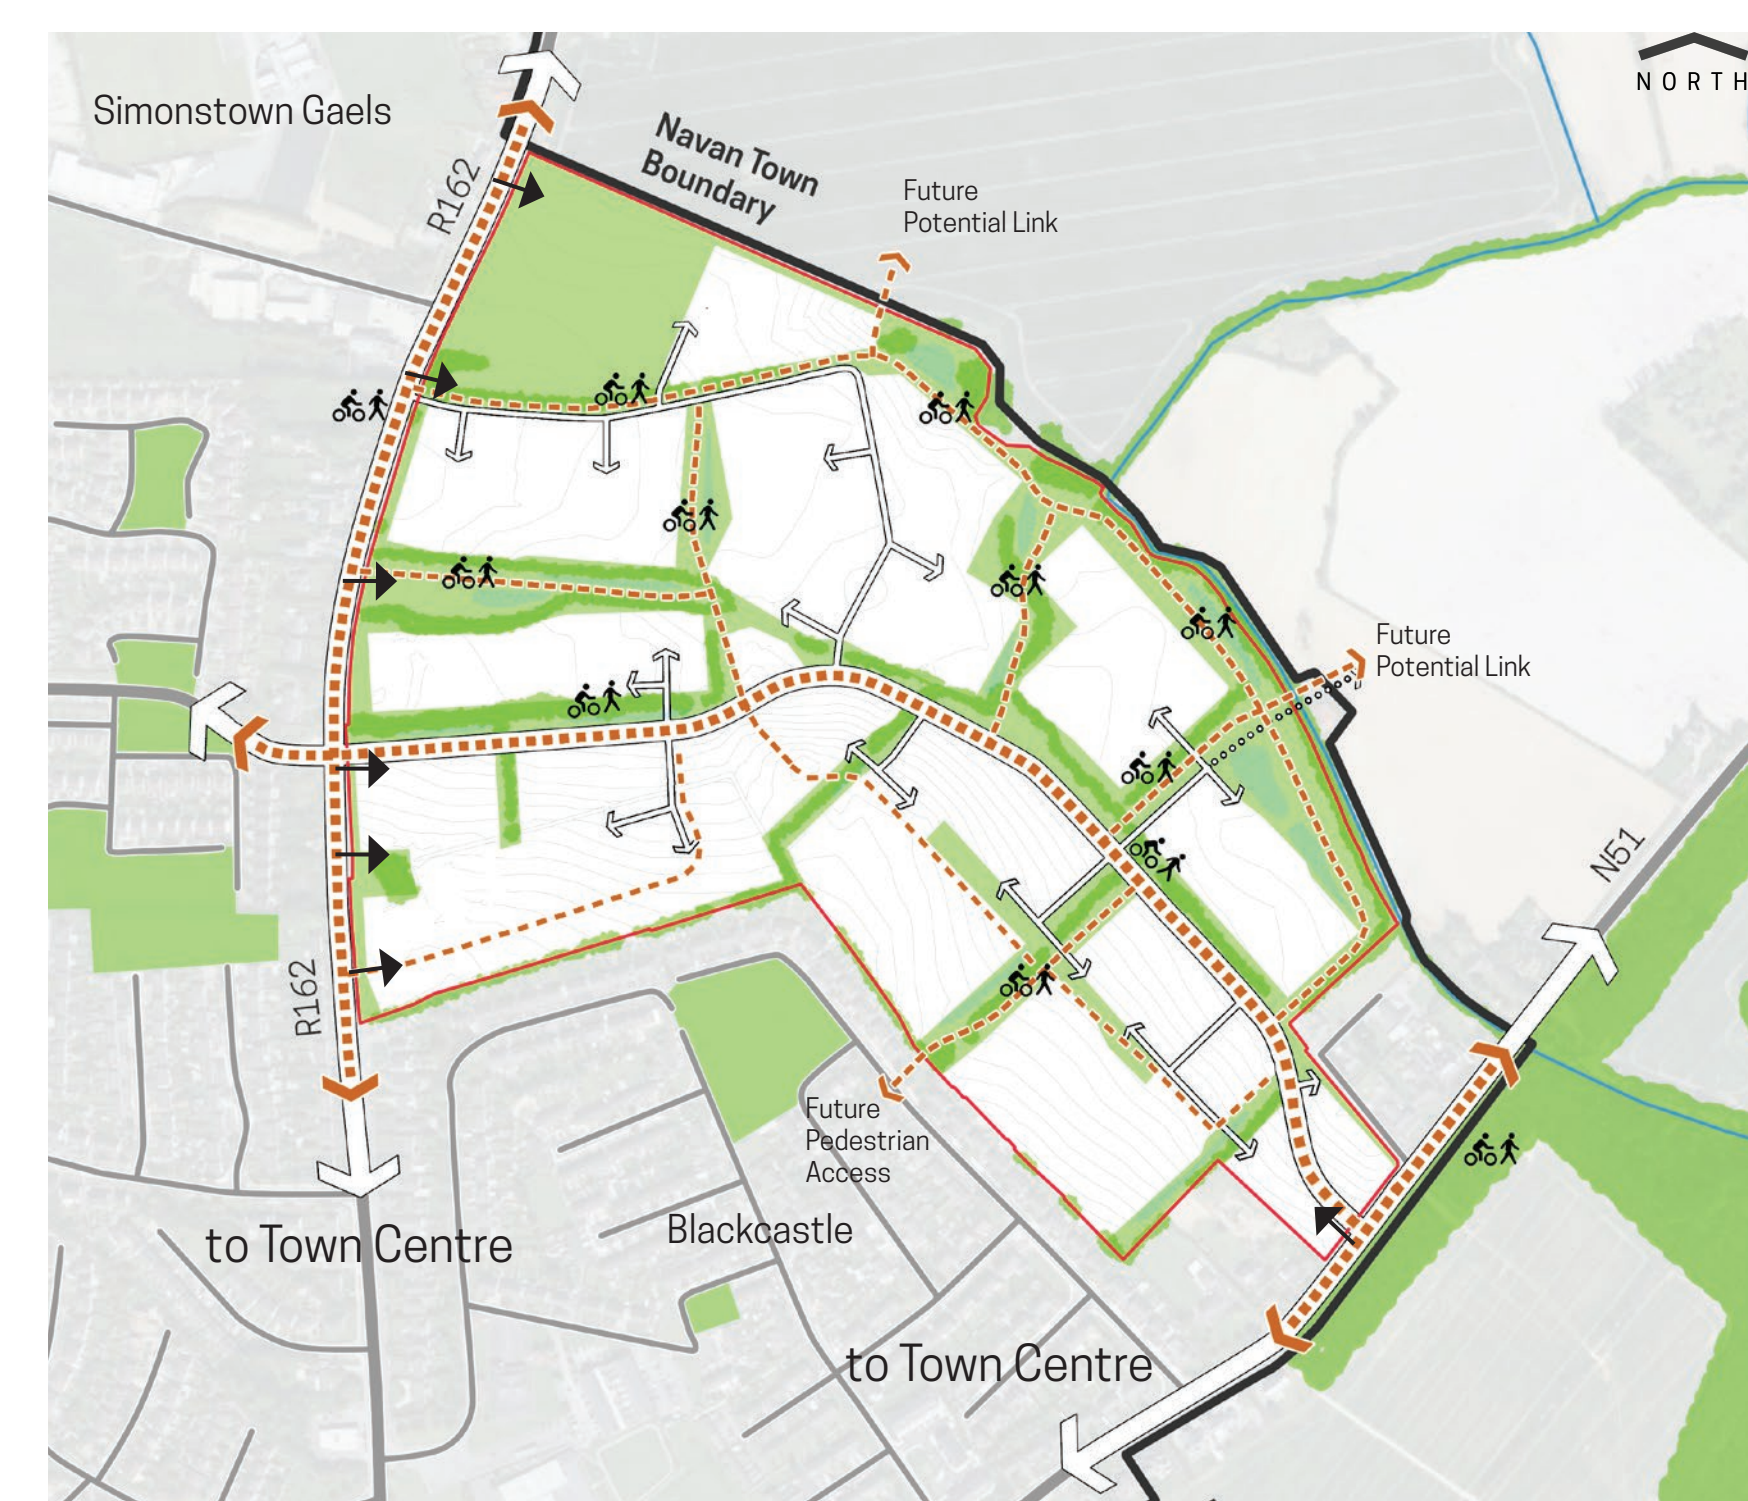 NORTH
Simonstown Gaels
Navan Town
Boundary
R162
Future
Potential Link
Future
Potential Link
N51
R162
Future
Pedestrian
Access
Blackcastle
to Town Centre
to Town Centre